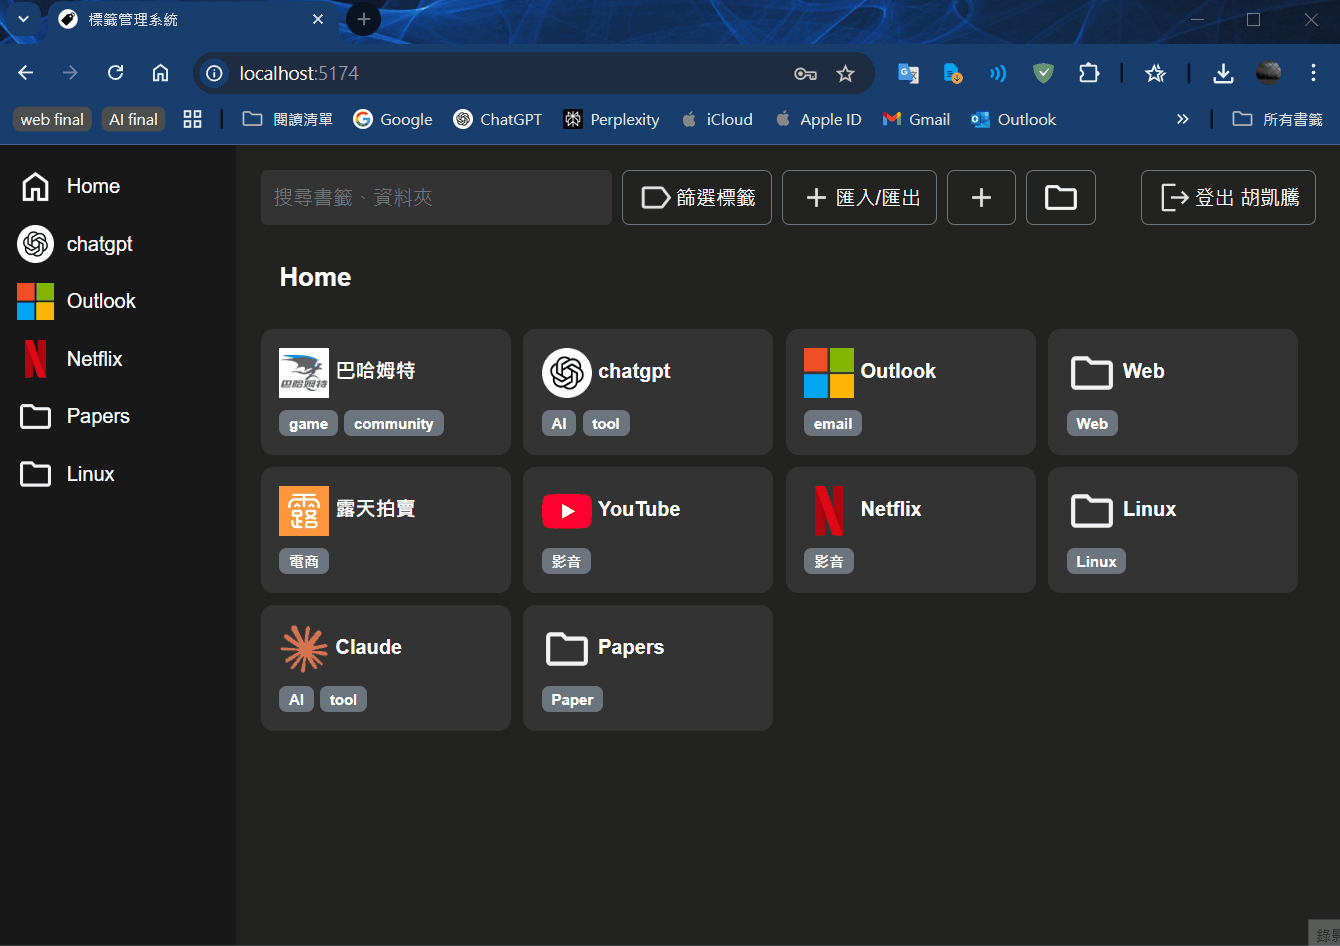 標籤管理系統
localhost:5174
web final AI final 閱讀清單 Google ChatGPT Perplexity iCloud Apple ID Gmail Outlook 所有書籤
Home
chatgpt
Outlook
Netflix
Papers
Linux
搜尋書籤、資料夾 篩選標籤 匯入/匯出 登出 胡凱騰
Home
巴哈姆特 chatgpt Outlook Web
game community AI tool email Web
露天拍賣 YouTube Netflix Linux
電商 影音 影音 Linux
Claude Papers
AI tool Paper